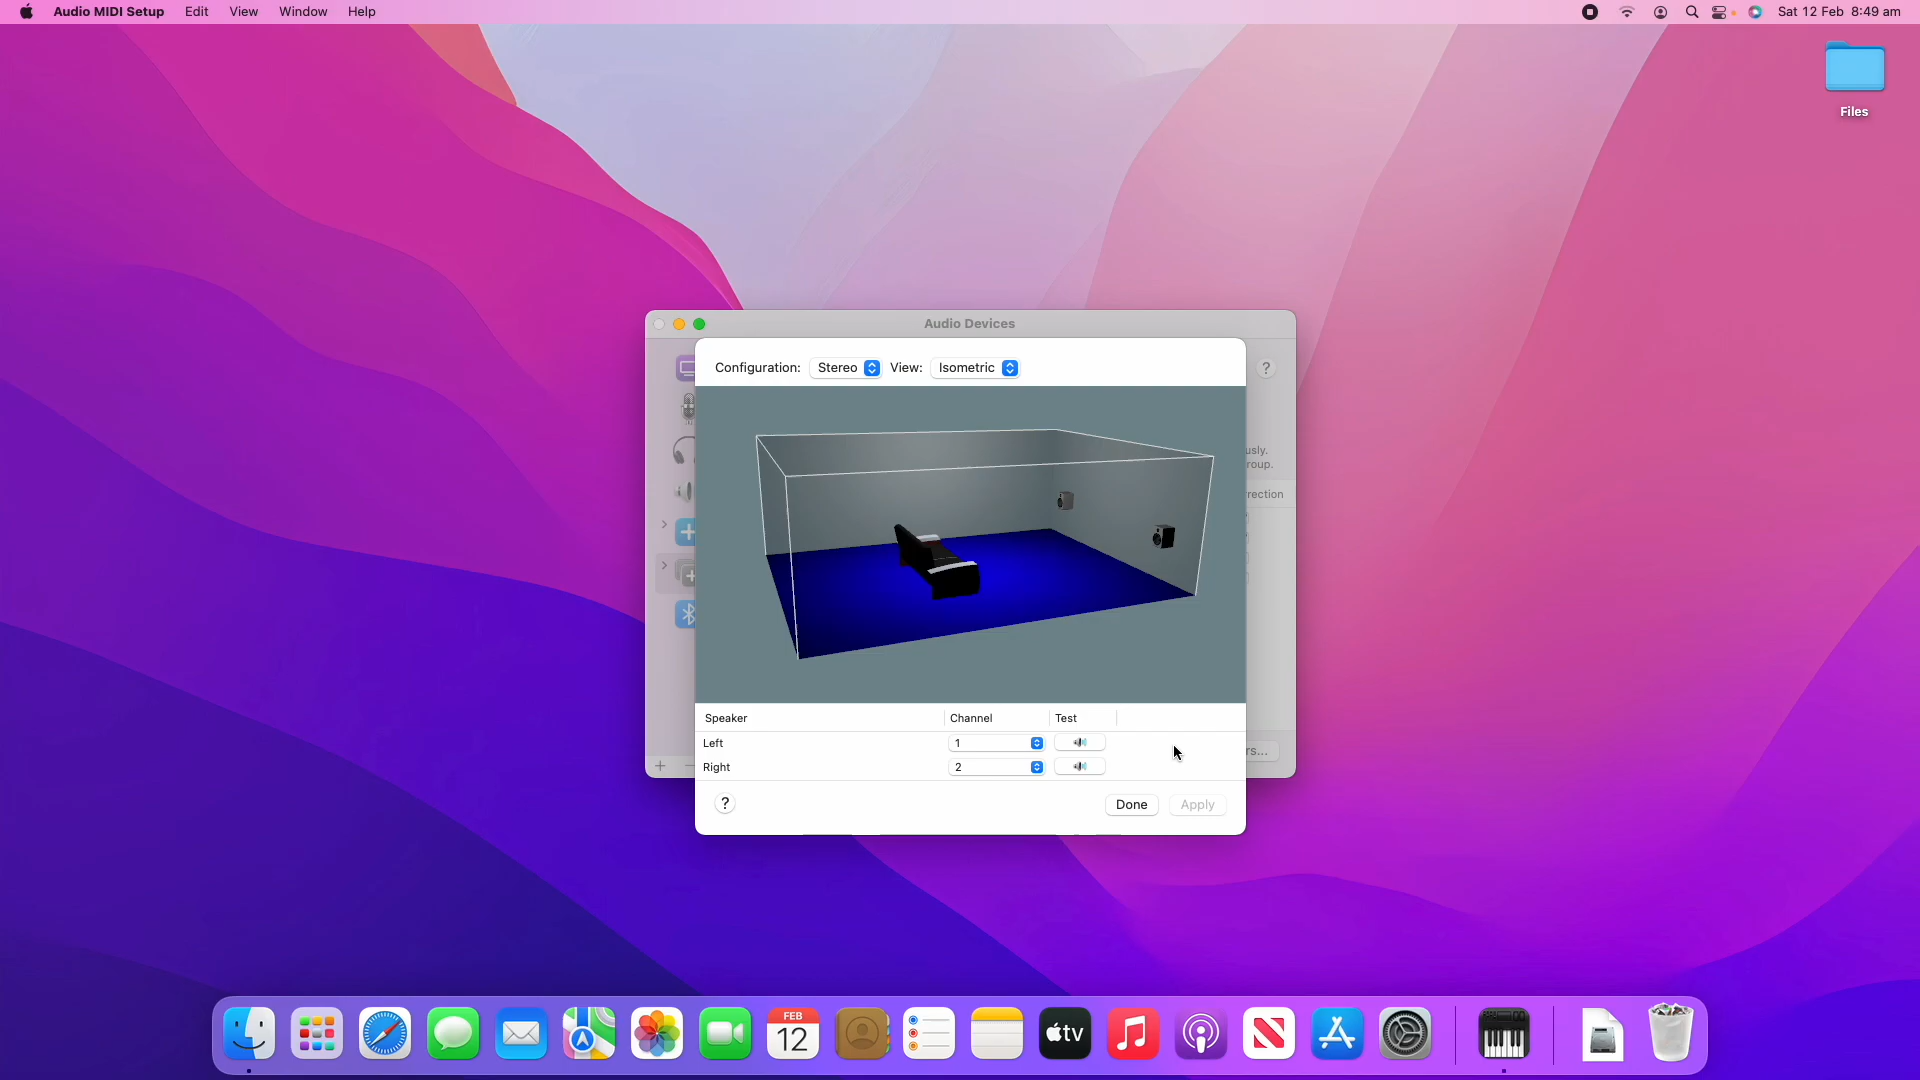 Audio MIDI Setup Edit View Window Help
Sat 12 Feb 8:49 am
Files
Audio Devices
Configuration: Stereo View: Isometric
?
usly.
roup.
rection
Speaker Channel Test
Left 1
Right 2
rs...
? Done Apply
FEB
12
tv